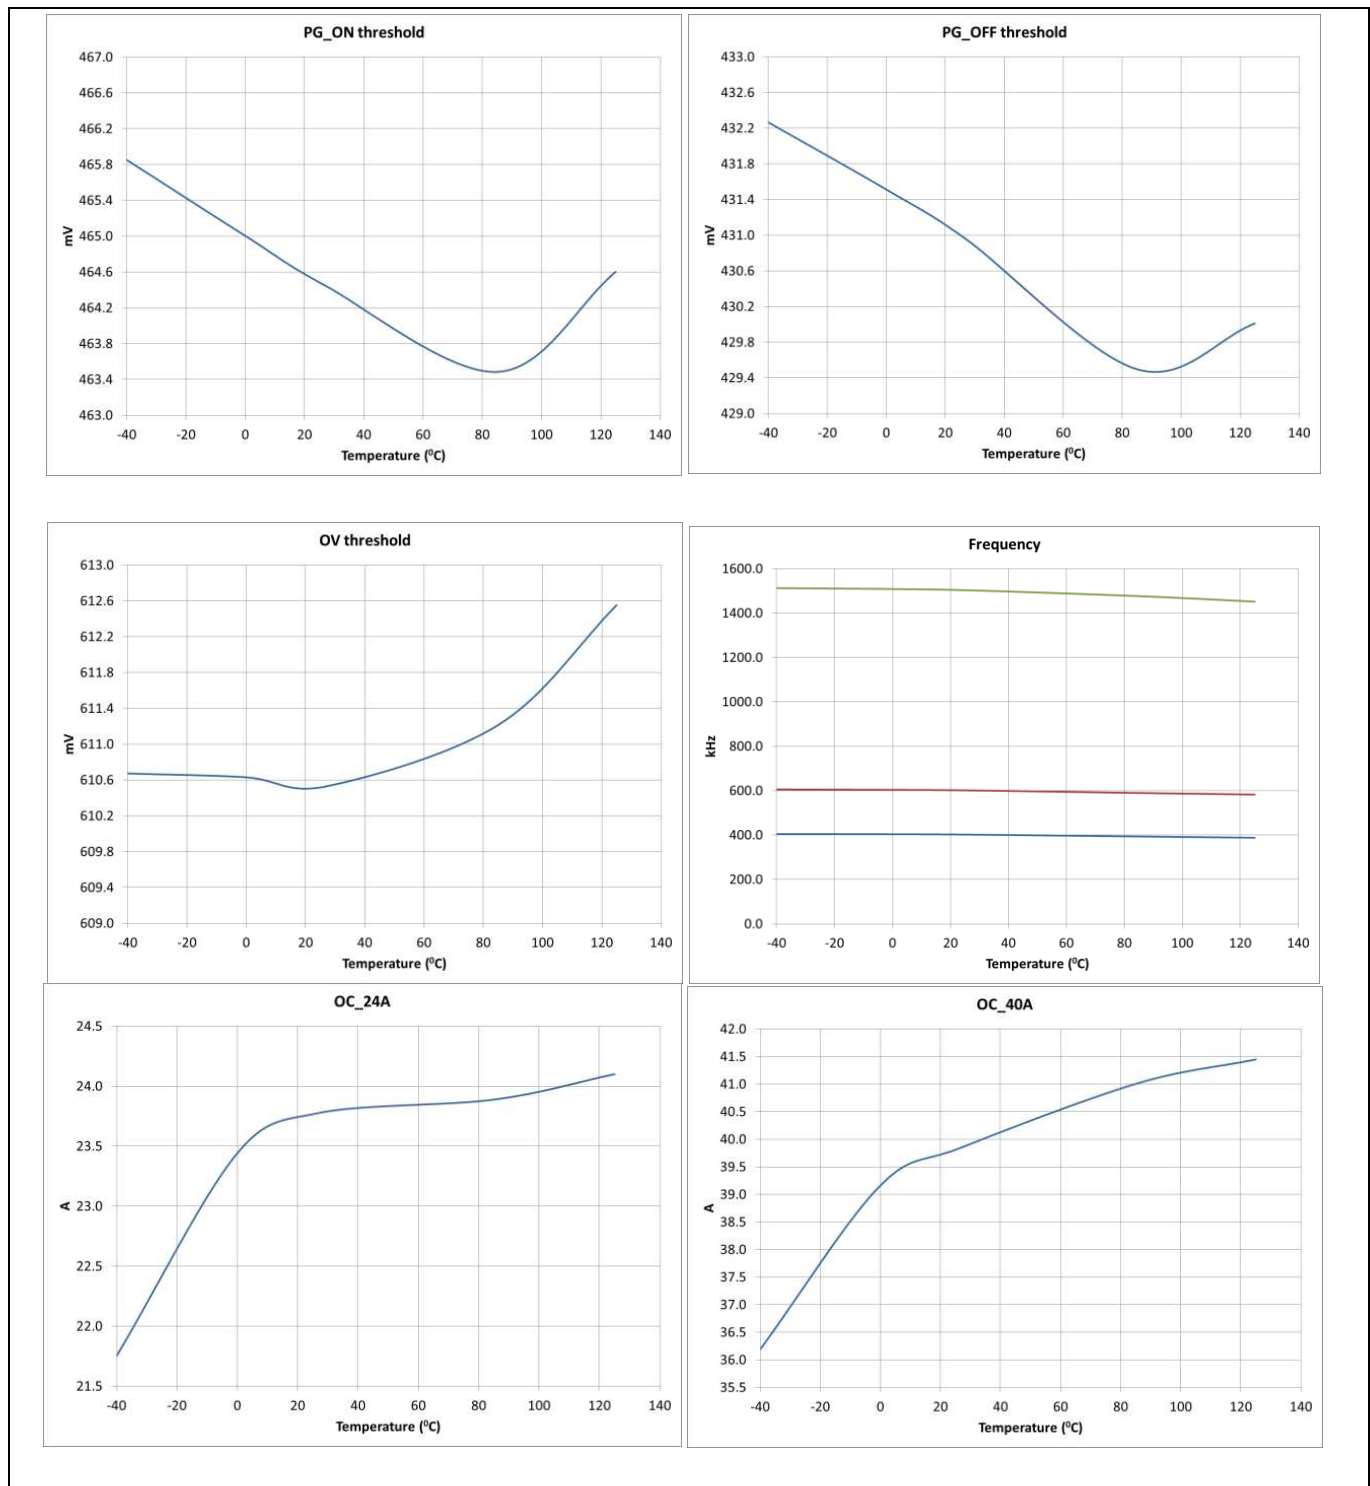 PG_ON threshold
467.0
466.6
466.2
465.8
465.4
465.0
464.6
464.2
463.8
463.4
463.0
mV
-40 -20 0 20 40 60 80 100 120 140
Temperature (⁰C)
PG_OFF threshold
433.0
432.6
432.2
431.8
431.4
431.0
430.6
430.2
429.8
429.4
429.0
mV
-40 -20 0 20 40 60 80 100 120 140
Temperature (⁰C)
OV threshold
613.0
612.6
612.2
611.8
611.4
611.0
610.6
610.2
609.8
609.4
609.0
mV
-40 -20 0 20 40 60 80 100 120 140
Temperature (⁰C)
Frequency
1600.0
1400.0
1200.0
1000.0
800.0
600.0
400.0
200.0
0.0
kHz
-40 -20 0 20 40 60 80 100 120 140
Temperature (⁰C)
OC_24A
24.5
24.0
23.5
23.0
22.5
22.0
21.5
A
-40 -20 0 20 40 60 80 100 120 140
Temperature (⁰C)
OC_40A
42.0
41.5
41.0
40.5
40.0
39.5
39.0
38.5
38.0
37.5
37.0
36.5
36.0
35.5
A
-40 -20 0 20 40 60 80 100 120 140
Temperature (⁰C)